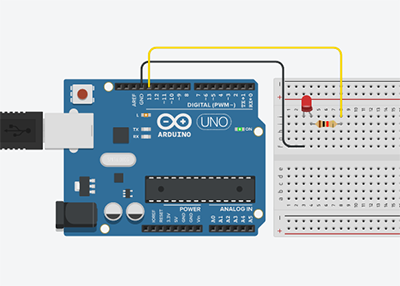 AREF
GND
13
12
~11
~10
~9
8
7
~6
~5
4
~3
2
TX→1
RX←0
DIGITAL (PWM~)
L
TX
RX
UNO
ON
ARDUINO
IOREF
RESET
3.3V
5V
GND
GND
Vin
POWER
ANALOG IN
A0
A1
A2
A3
A4
A5